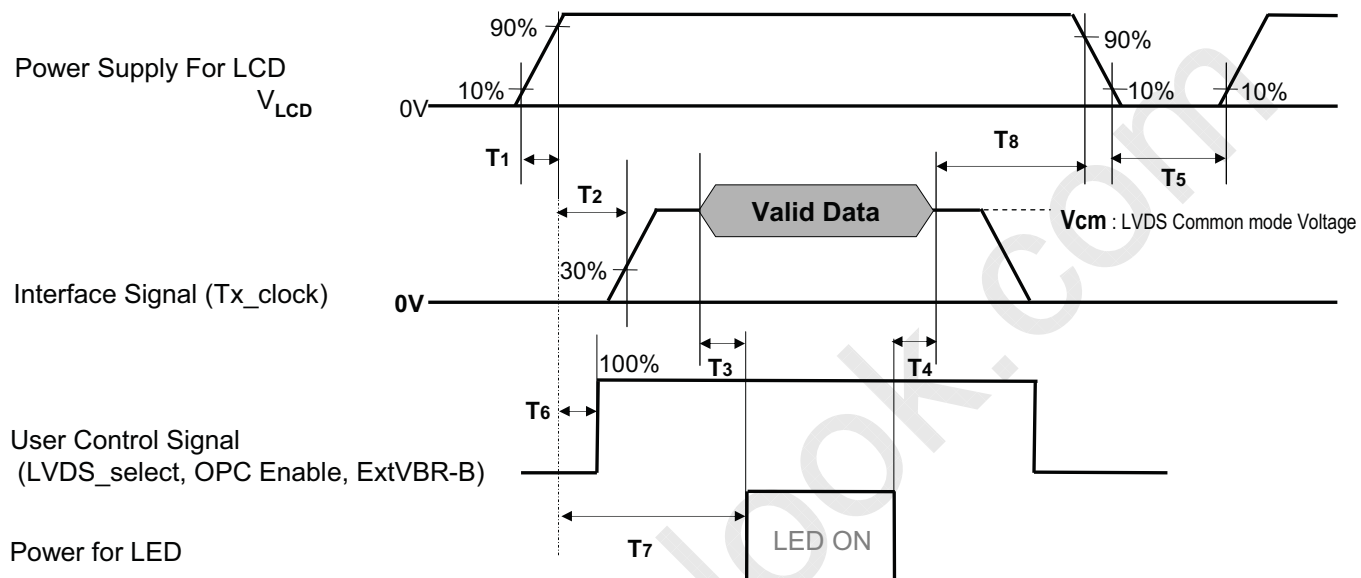 90%
90%
Power Supply For LCD
VLCD
10%
10%
10%
0V
T1
T8
T2
T5
Valid Data
Vcm : LVDS Common mode Voltage
30%
Interface Signal (Tx_clock)
0V
T3
T4
100%
T6
User Control Signal
(LVDS_select, OPC Enable, ExtVBR-B)
T7
LED ON
Power for LED
look.com